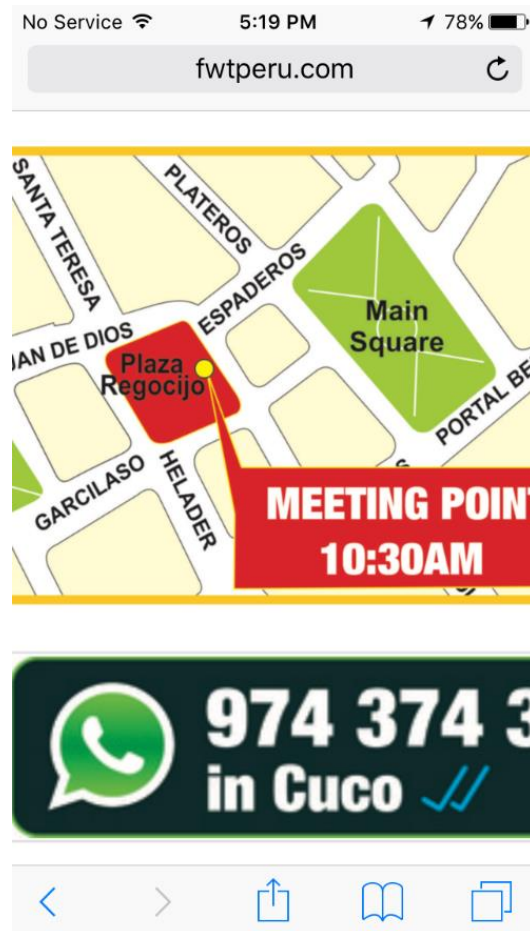 No Service
5:19 PM
78%
fwtperu.com
SANTA TERESA
PLATEROS
ESPADEROS
Main
Square
AN DE DIOS
Plaza
Regocijo
PORTAL BE
GARCILASO
HELADER
MEETING POINT
10:30AM
974 374 3
in Cuco